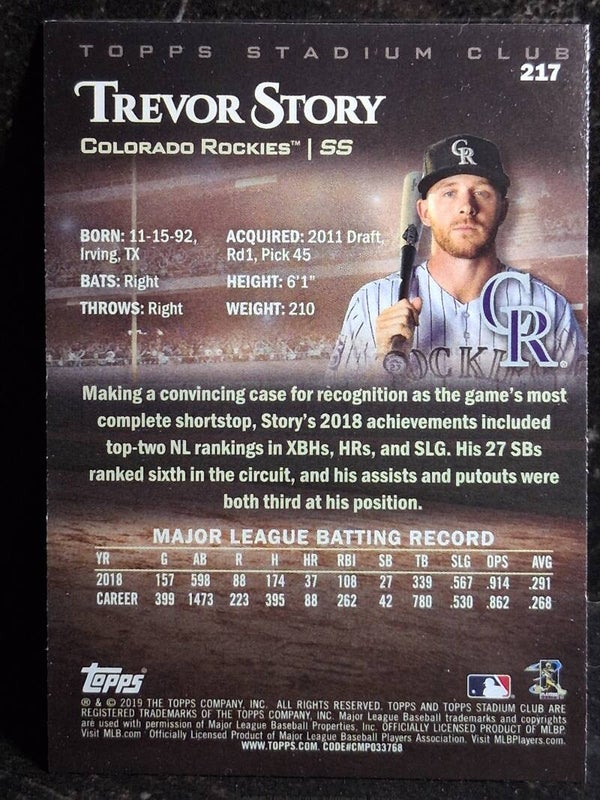 TOPPS STADIUM CLUB
217
TREVOR STORY
COLORADO ROCKIES™ | SS
BORN: 11-15-92,
Irving, TX
ACQUIRED: 2011 Draft,
Rd1, Pick 45
BATS: Right
HEIGHT: 6'1"
THROWS: Right
WEIGHT: 210
CR
CR
OCKI
Making a convincing case for recognition as the game's most
complete shortstop, Story's 2018 achievements included
top-two NL rankings in XBHs, HRs, and SLG. His 27 SBs
ranked sixth in the circuit, and his assists and putouts were
both third at his position.
MAJOR LEAGUE BATTING RECORD
YR G AB R H HR RBI SB TB SLG OPS AVG
2018 157 598 88 174 37 108 27 339 .567 .914 .291
CAREER 399 1473 223 395 88 262 42 780 .530 .862 .268
Topps
® & © 2019 THE TOPPS COMPANY, INC. ALL RIGHTS RESERVED. TOPPS AND TOPPS STADIUM CLUB ARE
REGISTERED TRADEMARKS OF THE TOPPS COMPANY, INC. Major League Baseball trademarks and copyrights
are used with permission of Major League Baseball Properties, Inc. OFFICIALLY LICENSED PRODUCT OF MLBP.
Visit MLB.com Officially Licensed Product of Major League Baseball Players Association. Visit MLBPlayers.com.
WWW.TOPPS.COM. CODE#CMP033768